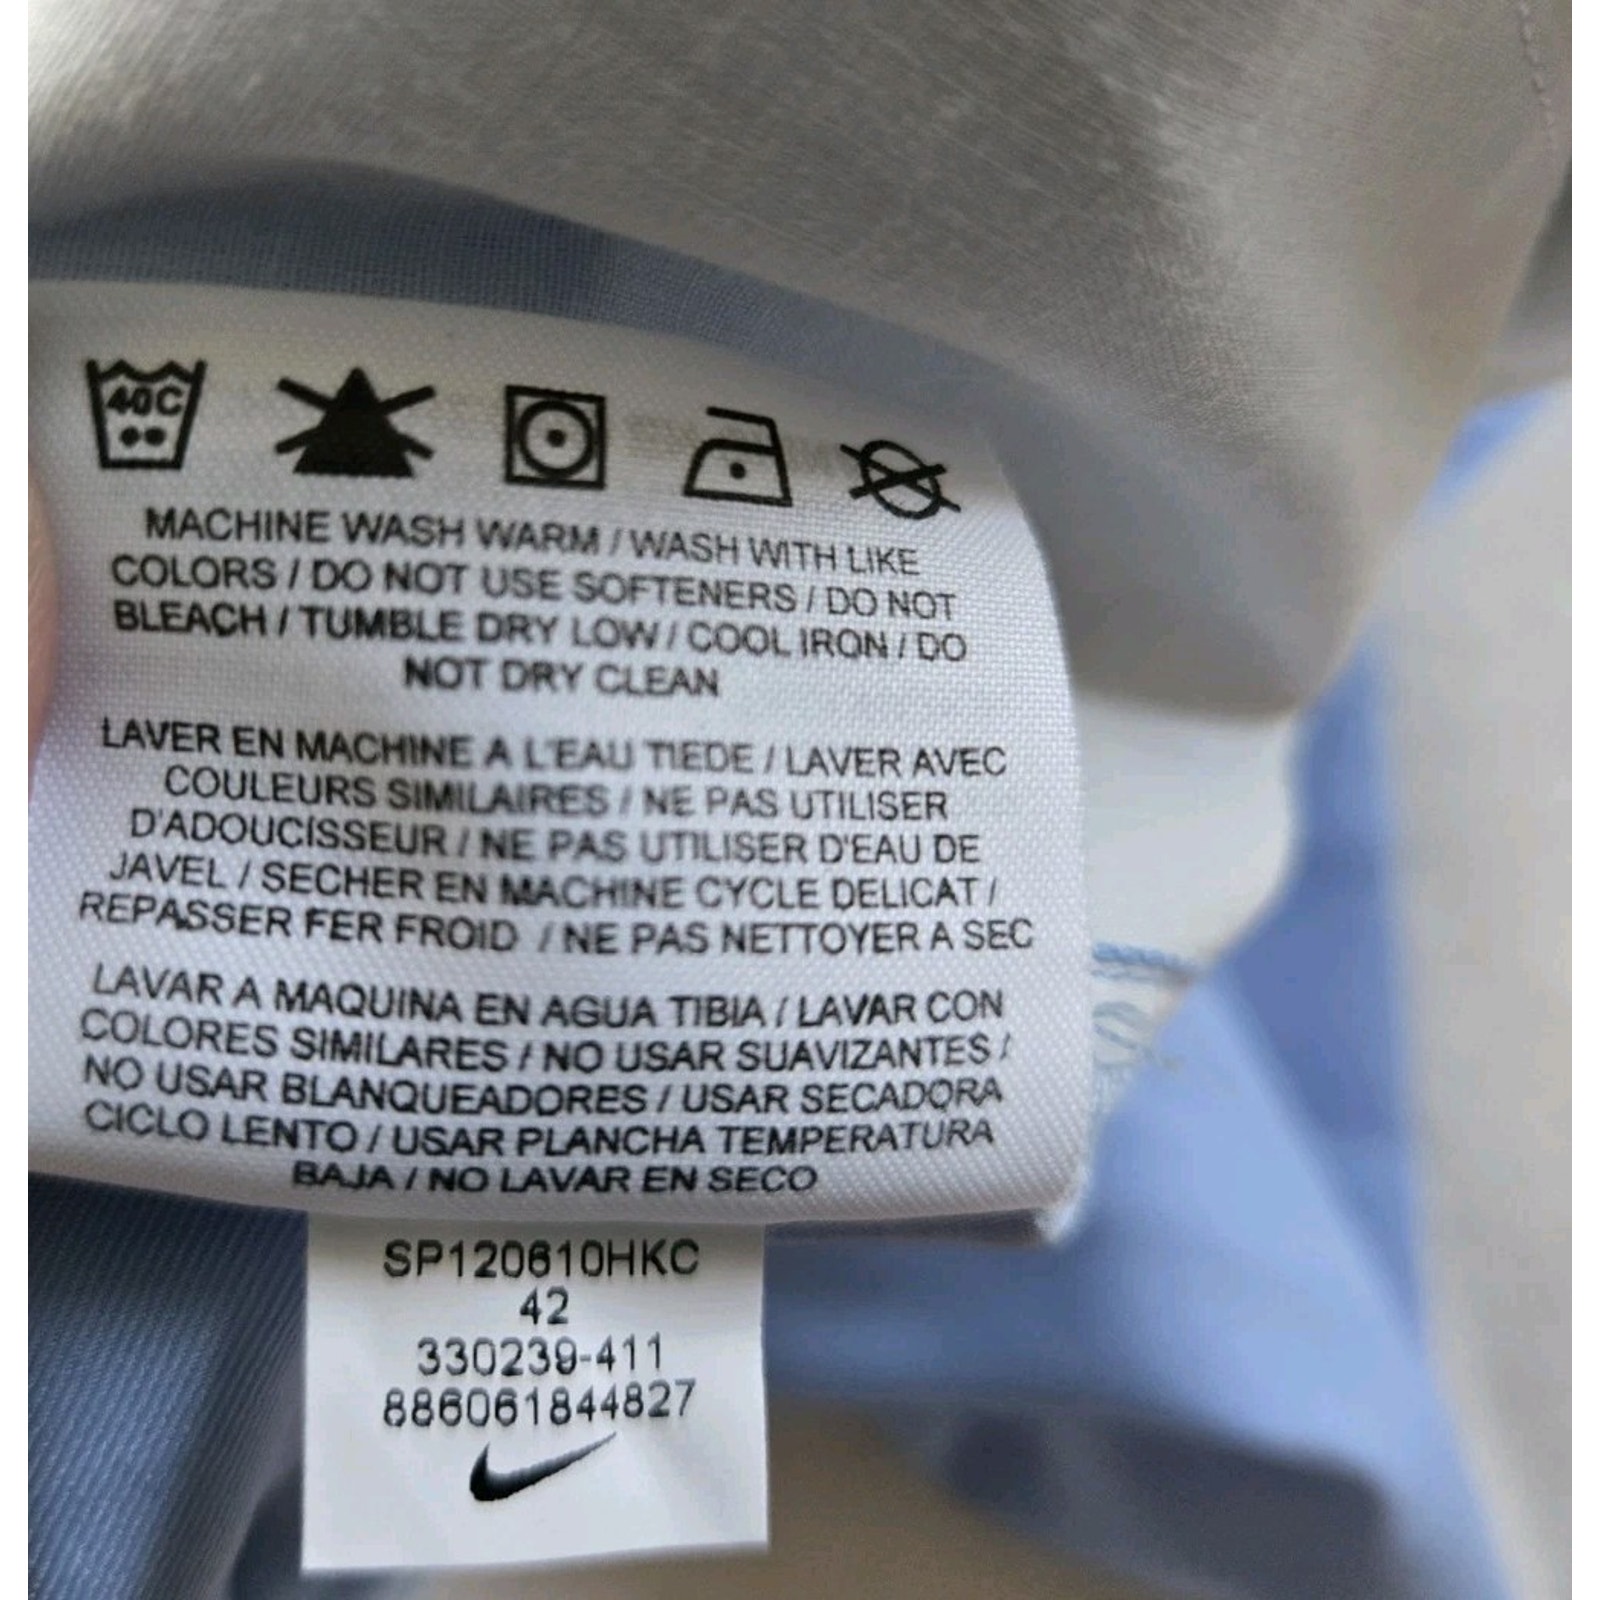 40C
MACHINE WASH WARM / WASH WITH LIKE
COLORS / DO NOT USE SOFTENERS / DO NOT
BLEACH / TUMBLE DRY LOW / COOL IRON / DO
NOT DRY CLEAN
LAVER EN MACHINE A L'EAU TIEDE / LAVER AVEC
COULEURS SIMILAIRES / NE PAS UTILISER
D'ADOUCISSEUR / NE PAS UTILISER D'EAU DE
JAVEL / SECHER EN MACHINE CYCLE DELICAT /
REPASSER FER FROID / NE PAS NETTOYER A SEC
LAVAR A MAQUINA EN AGUA TIBIA / LAVAR CON
COLORES SIMILARES / NO USAR SUAVIZANTES /
NO USAR BLANQUEADORES / USAR SECADORA
CICLO LENTO / USAR PLANCHA TEMPERATURA
BAJA / NO LAVAR EN SECO
SP120610HKC
42
330239-411
886061844827